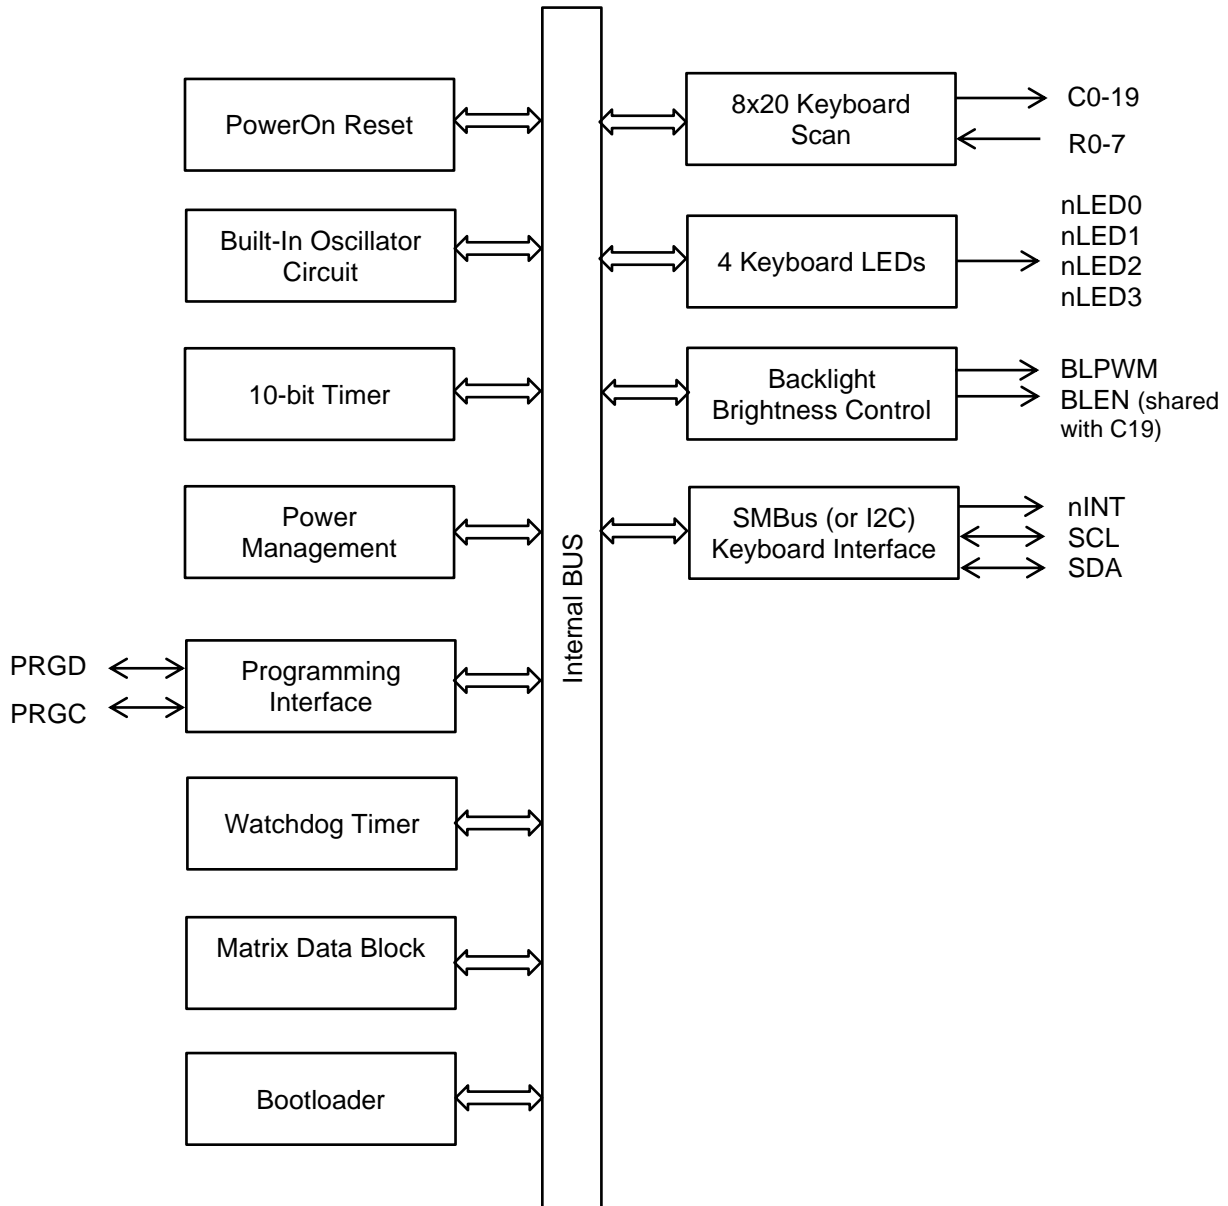 PowerOn Reset
Built-In Oscillator
Circuit
10-bit Timer
Power
Management
PRGD
PRGC
Programming
Interface
Watchdog Timer
Matrix Data Block
Bootloader
Internal BUS
8x20 Keyboard
Scan
C0-19
R0-7
4 Keyboard LEDs
nLED0
nLED1
nLED2
nLED3
Backlight
Brightness Control
BLPWM
BLEN (shared
with C19)
SMBus (or I2C)
Keyboard Interface
nINT
SCL
SDA